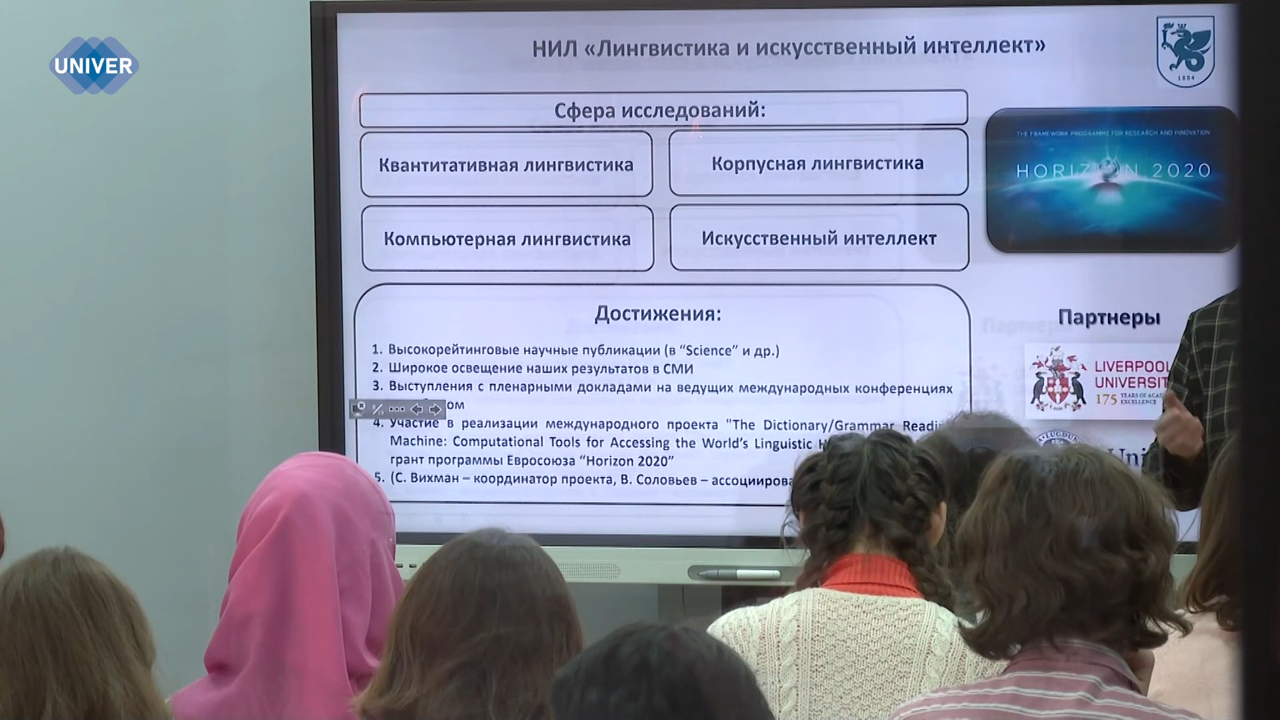 UNIVER
НИЛ «Лингвистика и искусственный интеллект»
1804
Сфера исследований:
Квантитативная лингвистика
Корпусная лингвистика
Компьютерная лингвистика
Искусственный интеллект
THE FRAMEWORK PROGRAMME FOR RESEARCH AND INNOVATION
HORIZON 2020
Достижения:
1. Высокорейтинговые научные публикации (в “Science” и др.)
2. Широкое освещение наших результатов в СМИ
3. Выступления с пленарными докладами на ведущих международных конференциях
4. Участие в реализации международного проекта "The Dictionary/Grammar
Machine: Computational Tools for Accessing the World’s Linguistic
грант программы Евросоюза “Horizon 2020”
5. (С. Вихман – координатор проекта, В. Соловьев –
Партнеры
LIVERPOOL
175 YEARS OF
EXCELLENCE